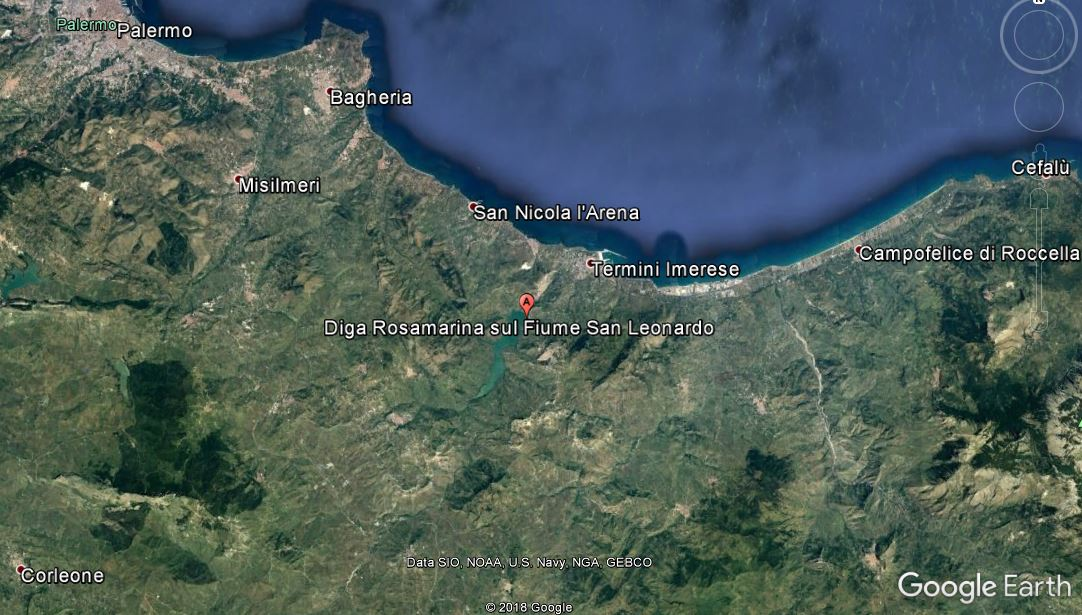 N
Palermo
Palermo
Bagheria
Misilmeri
Cefalù
San Nicola l'Arena
Campofelice di Roccella
Termini Imerese
A
Diga Rosamarina sul Fiume San Leonardo
Data SIO, NOAA, U.S. Navy, NGA, GEBCO
Corleone
Google Earth
© 2018 Google